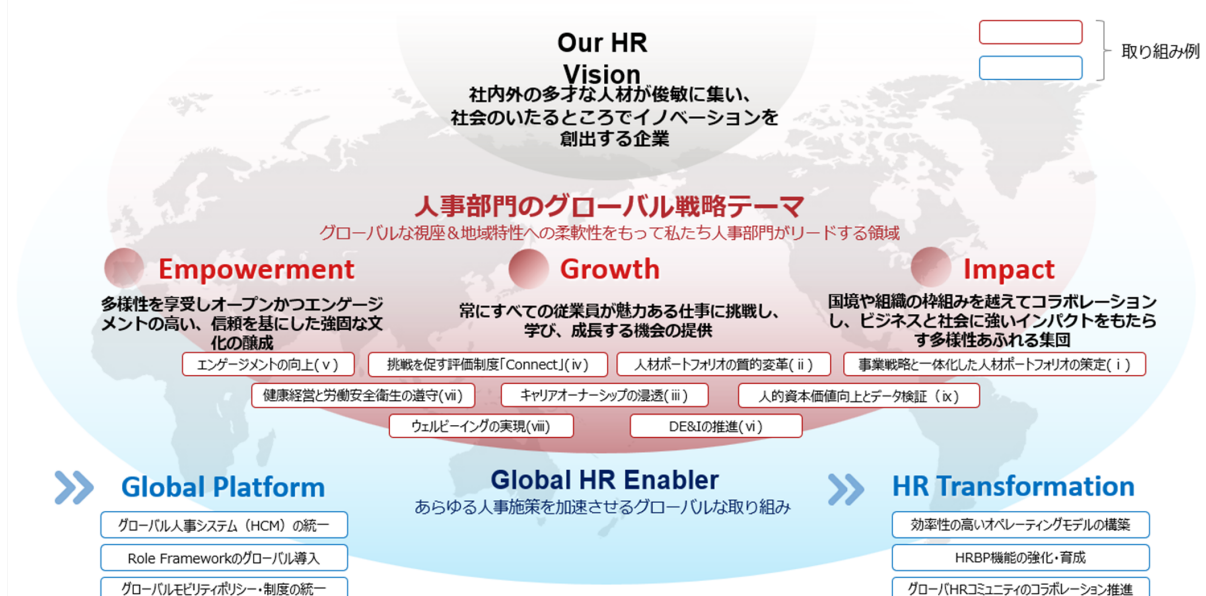 Our HR
Vision
社内外の多才な人材が俊敏に集い、
社会のいたるところでイノベーションを
創出する企業
取り組み例
人事部門のグローバル戦略テーマ
グローバルな視座＆地域特性への柔軟性をもって私たち人事部門がリードする領域
Empowerment
多様性を享受しオープンかつエンゲージ
メントの高い、信頼を基にした強固な文
化の醸成
Growth
常にすべての従業員が魅力ある仕事に挑戦し、
学び、成長する機会の提供
Impact
国境や組織の枠組みを越えてコラボレーション
し、ビジネスと社会に強いインパクトをもたら
す多様性あふれる集団
エンゲージメントの向上(ⅴ)
挑戦を促す評価制度「Connect」(ⅳ)
人材ポートフォリオの質的変革(ⅱ)
事業戦略と一体化した人材ポートフォリオの策定(ⅰ)
健康経営と労働安全衛生の遵守(ⅶ)
キャリアオーナーシップの浸透(ⅲ)
人的資本価値向上とデータ検証（ⅸ）
ウェルビーイングの実現(ⅷ)
DE&Iの推進(ⅵ)
Global HR Enabler
あらゆる人事施策を加速させるグローバルな取り組み
Global Platform
グローバル人事システム（HCM）の統一
Role Frameworkのグローバル導入
グローバルモビリティポリシー・制度の統一
HR Transformation
効率性の高いオペレーティングモデルの構築
HRBP機能の強化・育成
グローバHRコミュニティのコラボレーション推進